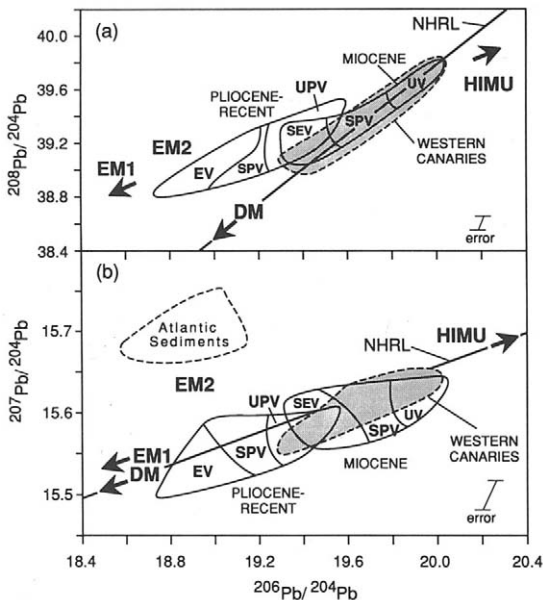 (a)
NHRL
MIOCENE
HIMU
PLIOCENE-
RECENT
UPV
UV
SPV
SEV
WESTERN
CANARIES
EM2
EM1
EV
SPV
DM
error
40.0
39.6
39.2
38.8
38.4
208Pb/ 204Pb
(b)
Atlantic
Sediments
HIMU
NHRL
EM2
UPV
SEV
UV
SPV
WESTERN
CANARIES
EM1
DM
EV
SPV
MIOCENE
PLIOCENE-
RECENT
error
15.7
15.6
15.5
207Pb/ 204Pb
18.4 18.8 19.2 19.6 20.0 20.4
206Pb/ 204Pb